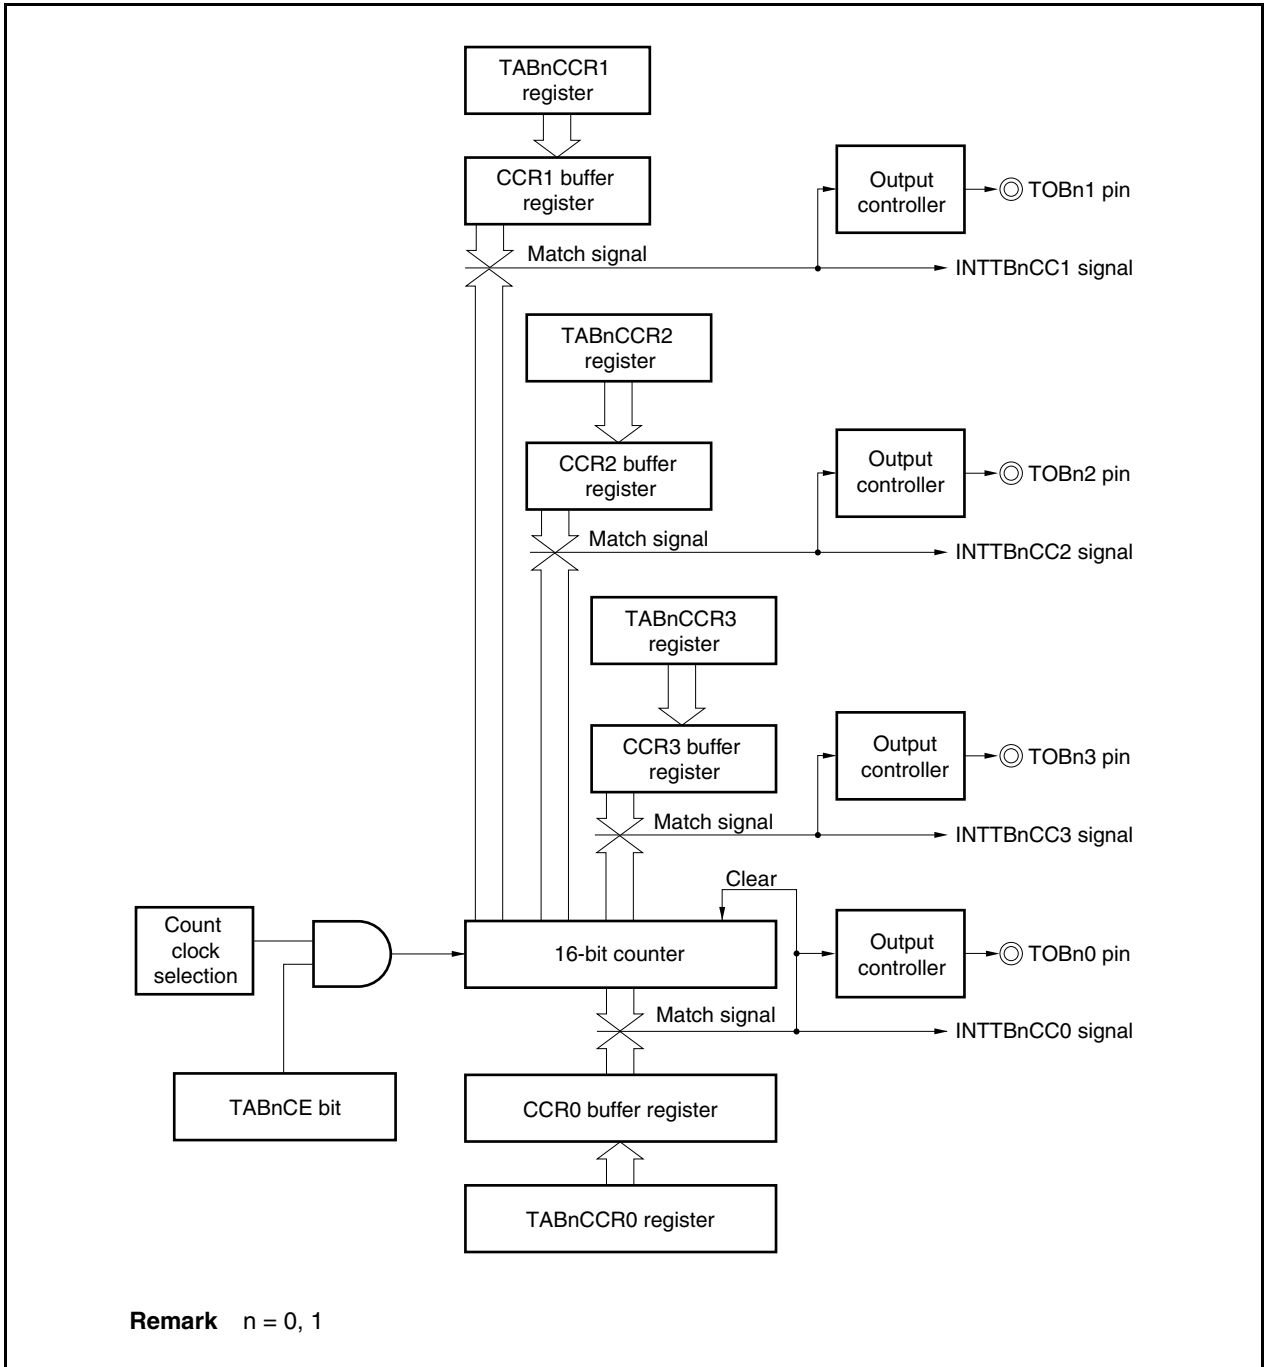 TABnCCR1
register
CCR1 buffer
register
Output
controller
TOBn1 pin
Match signal
INTTBnCC1 signal
TABnCCR2
register
CCR2 buffer
register
Output
controller
TOBn2 pin
Match signal
INTTBnCC2 signal
TABnCCR3
register
CCR3 buffer
register
Output
controller
TOBn3 pin
Match signal
INTTBnCC3 signal
Clear
Count
clock
selection
16-bit counter
Output
controller
TOBn0 pin
Match signal
INTTBnCC0 signal
TABnCE bit
CCR0 buffer register
TABnCCR0 register
Remark n = 0, 1